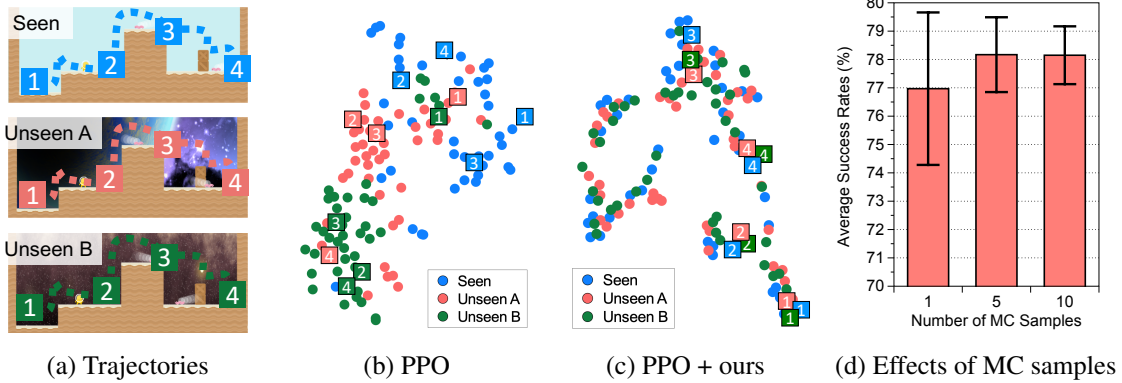 Seen
1
2
3
4
Unseen A
1
2
3
4
Unseen B
1
2
3
4
(a) Trajectories
4
2
1
1
1
2
3
3
3
4
2
4
Seen
Unseen A
Unseen B
(b) PPO
3
3
3
4
4
4
2
2
2
1
1
1
Seen
Unseen A
Unseen B
(c) PPO + ours
Average Success Rates (%)
80
79
78
77
76
75
74
73
72
71
70
1 5 10
Number of MC Samples
(d) Effects of MC samples